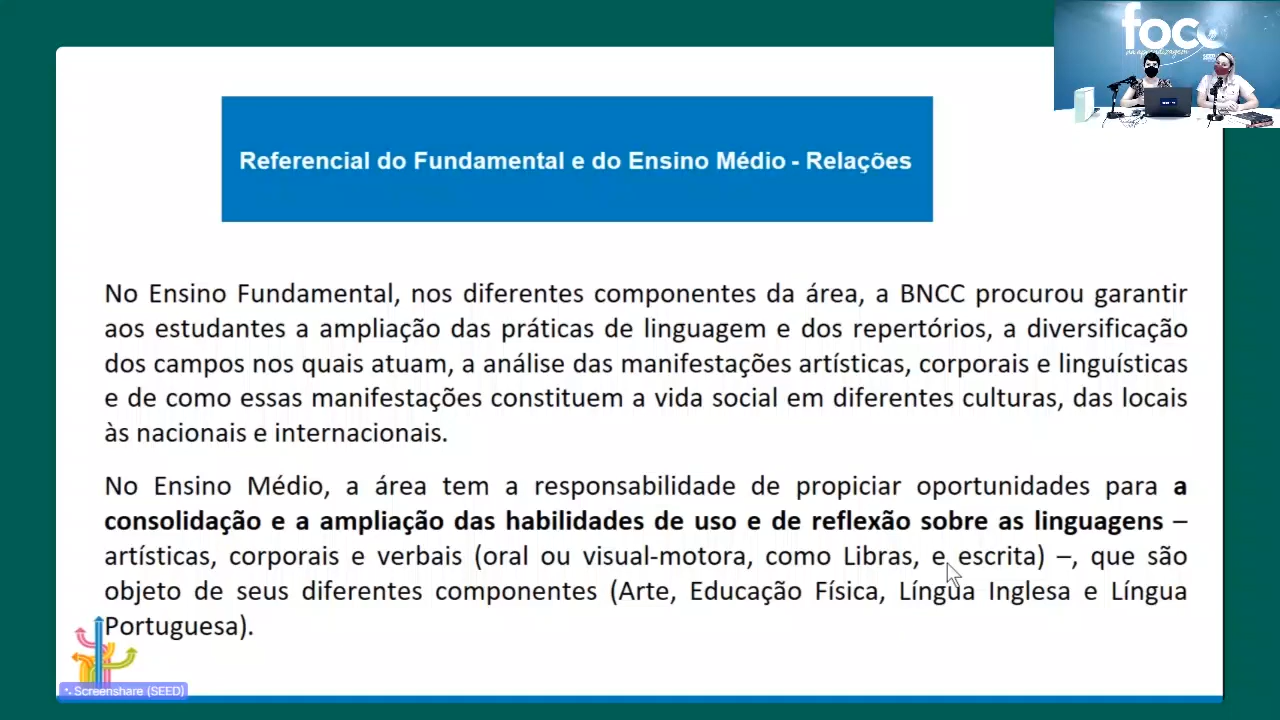 foco
na aprendizagem
SEED
Referencial do Fundamental e do Ensino Médio - Relações
No Ensino Fundamental, nos diferentes componentes da área, a BNCC procurou garantir
aos estudantes a ampliação das práticas de linguagem e dos repertórios, a diversificação
dos campos nos quais atuam, a análise das manifestações artísticas, corporais e linguísticas
e de como essas manifestações constituem a vida social em diferentes culturas, das locais
às nacionais e internacionais.
No Ensino Médio, a área tem a responsabilidade de propiciar oportunidades para a
consolidação e a ampliação das habilidades de uso e de reflexão sobre as linguagens –
artísticas, corporais e verbais (oral ou visual-motora, como Libras, e escrita) –, que são
objeto de seus diferentes componentes (Arte, Educação Física, Língua Inglesa e Língua
Portuguesa).
Screenshare (SEED)